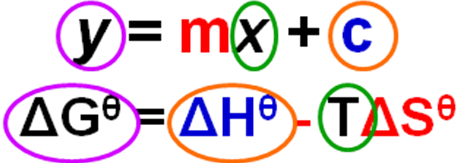 y = mx + c
ΔG^θ = ΔH^θ - TΔS^θ